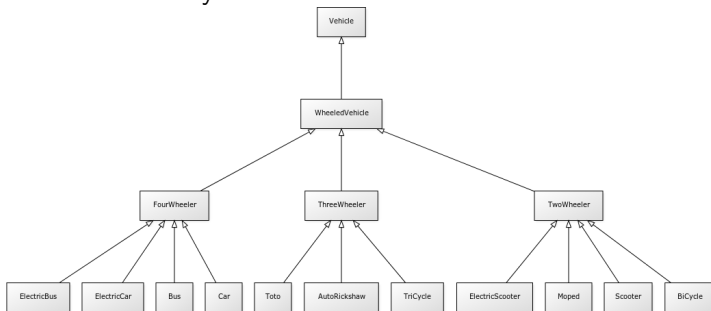 Vehicle
WheeledVehicle
FourWheeler ThreeWheeler TwoWheeler
ElectricBus ElectricCar Bus Car Toto AutoRickshaw TriCycle ElectricScooter Moped Scooter BiCycle